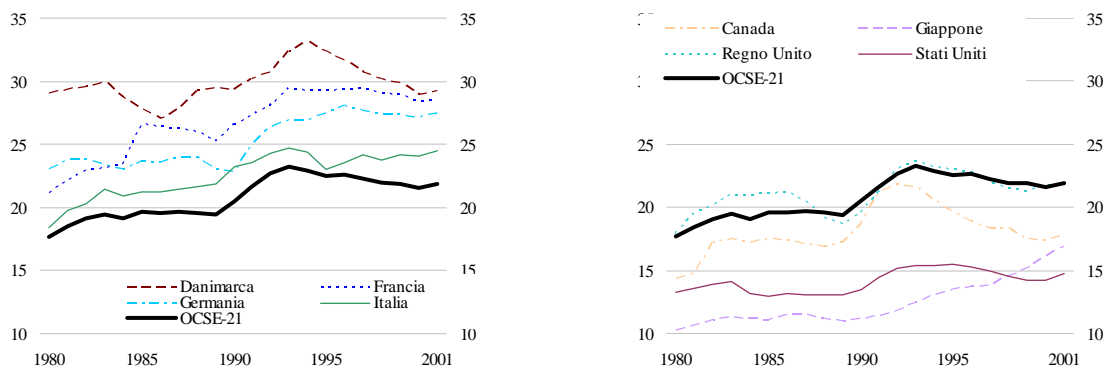 35 35
30 30
25 25
20 20
15 15
Danimarca Francia
Germania Italia
OCSE-21
10 10
1980 1985 1990 1995 2001
35
Canada Giappone
Regno Unito Stati Uniti
OCSE-21
30
25 25
20 20
15 15
10 10
1980 1985 1990 1995 2001